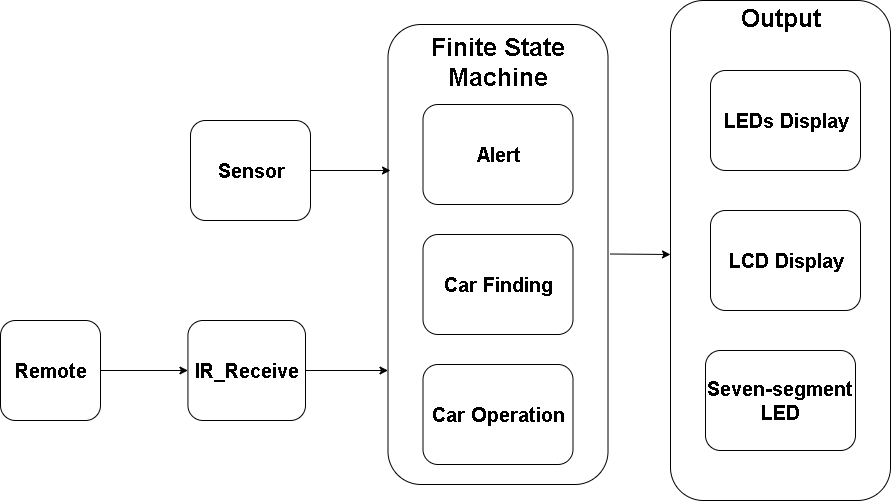 Output
Finite State
Machine
LEDs Display
Alert
Sensor
LCD Display
Car Finding
Remote
IR_Receive
Seven-segment
LED
Car Operation